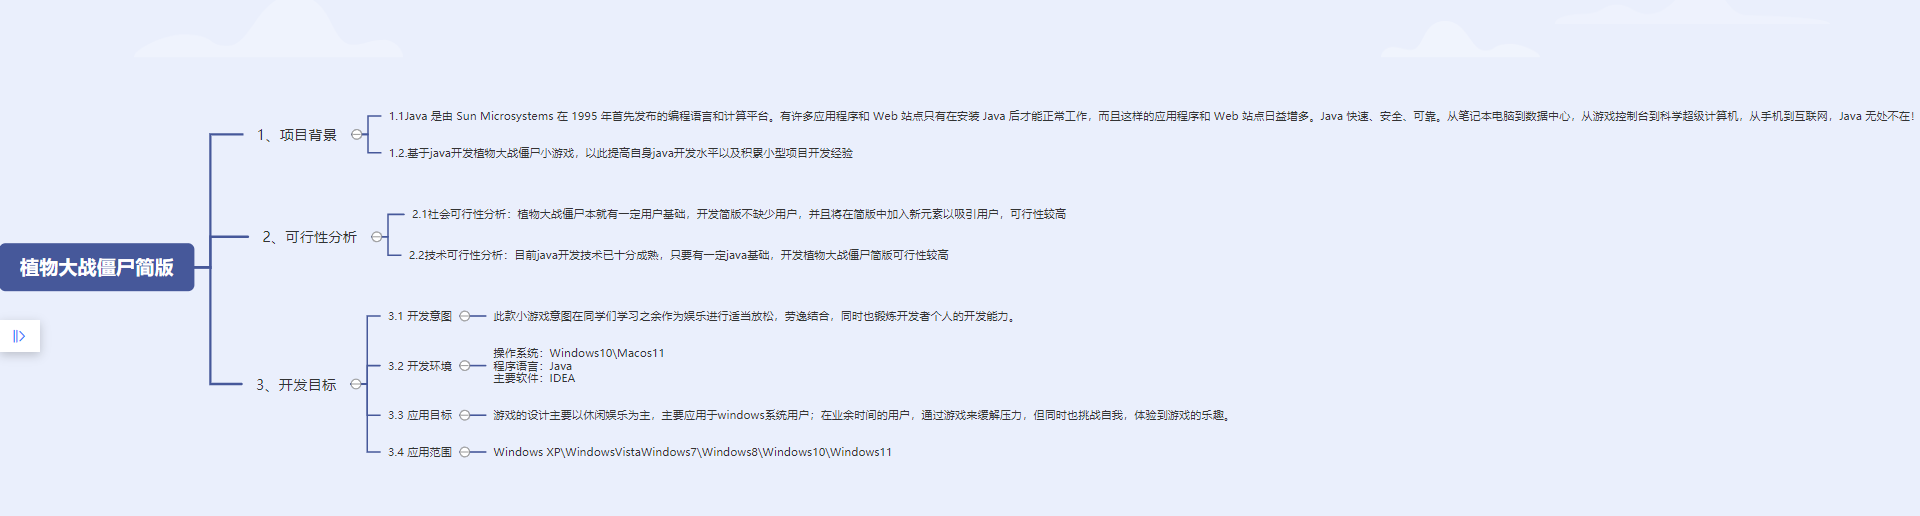 植物大战僵尸简版
1、项目背景
1.1Java 是由 Sun Microsystems 在 1995 年首先发布的编程语言和计算平台。有许多应用程序和 Web 站点只有在安装 Java 后才能正常工作，而且这样的应用程序和 Web 站点日益增多。Java 快速、安全、可靠。从笔记本电脑到数据中心，从游戏控制台到科学超级计算机，从手机到互联网，Java 无处不在！
1.2.基于java开发植物大战僵尸小游戏，以此提高自身java开发水平以及积累小型项目开发经验
2、可行性分析
2.1社会可行性分析：植物大战僵尸本就有一定用户基础，开发简版不缺少用户，并且将在简版中加入新元素以吸引用户，可行性较高
2.2技术可行性分析：目前java开发技术已十分成熟，只要有一定java基础，开发植物大战僵尸简版可行性较高
3、开发目标
3.1 开发意图
此款小游戏意图在同学们学习之余作为娱乐进行适当放松，劳逸结合，同时也锻炼开发者个人的开发能力。
3.2 开发环境
操作系统：Windows10\Macos11
程序语言：Java
主要软件：IDEA
3.3 应用目标
游戏的设计主要以休闲娱乐为主，主要应用于windows系统用户；在业余时间的用户，通过游戏来缓解压力，但同时也挑战自我，体验到游戏的乐趣。
3.4 应用范围
Windows XP\WindowsVistaWindows7\Windows8\Windows10\Windows11